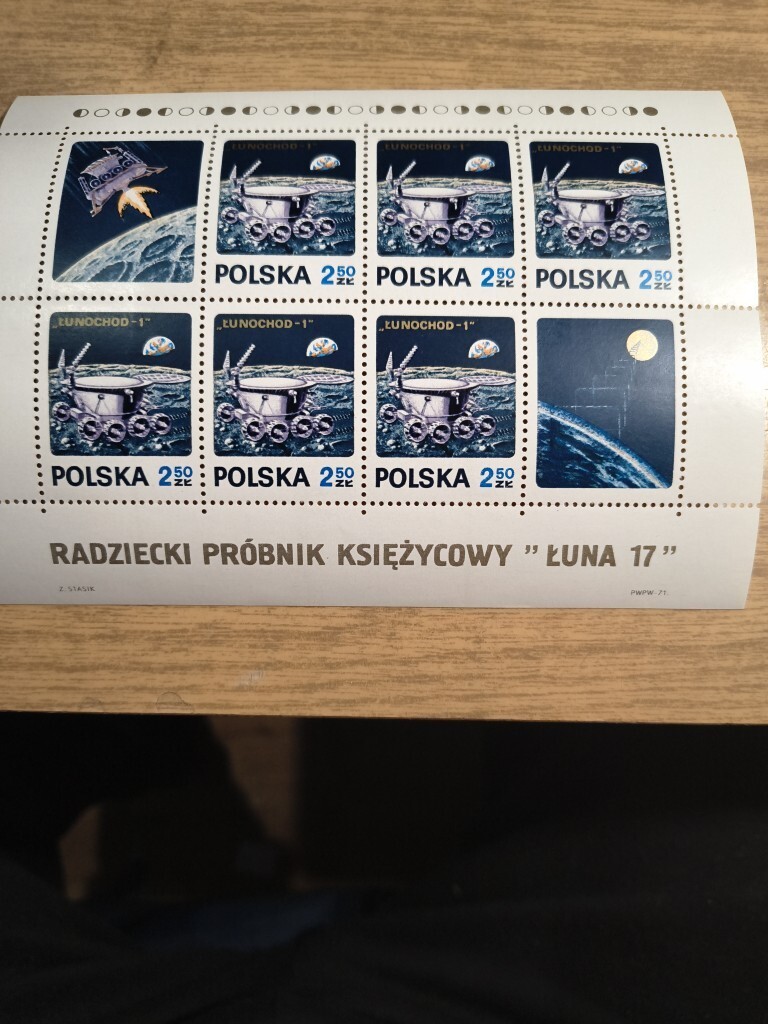 „ŁUNOCHOD-1” „ŁUNOCHOD-1” „ŁUNOCHOD-1”
POLSKA 2 50 ZŁ POLSKA 2 50 ZŁ POLSKA 2 50 ZŁ
„ŁUNOCHOD-1” „ŁUNOCHOD-1” „ŁUNOCHOD-1”
POLSKA 2 50 ZŁ POLSKA 2 50 ZŁ POLSKA 2 50 ZŁ
RADZIECKI PRÓBNIK KSIĘŻYCOWY ” ŁUNA 17 ”
Z. STASIK PWPW-71.